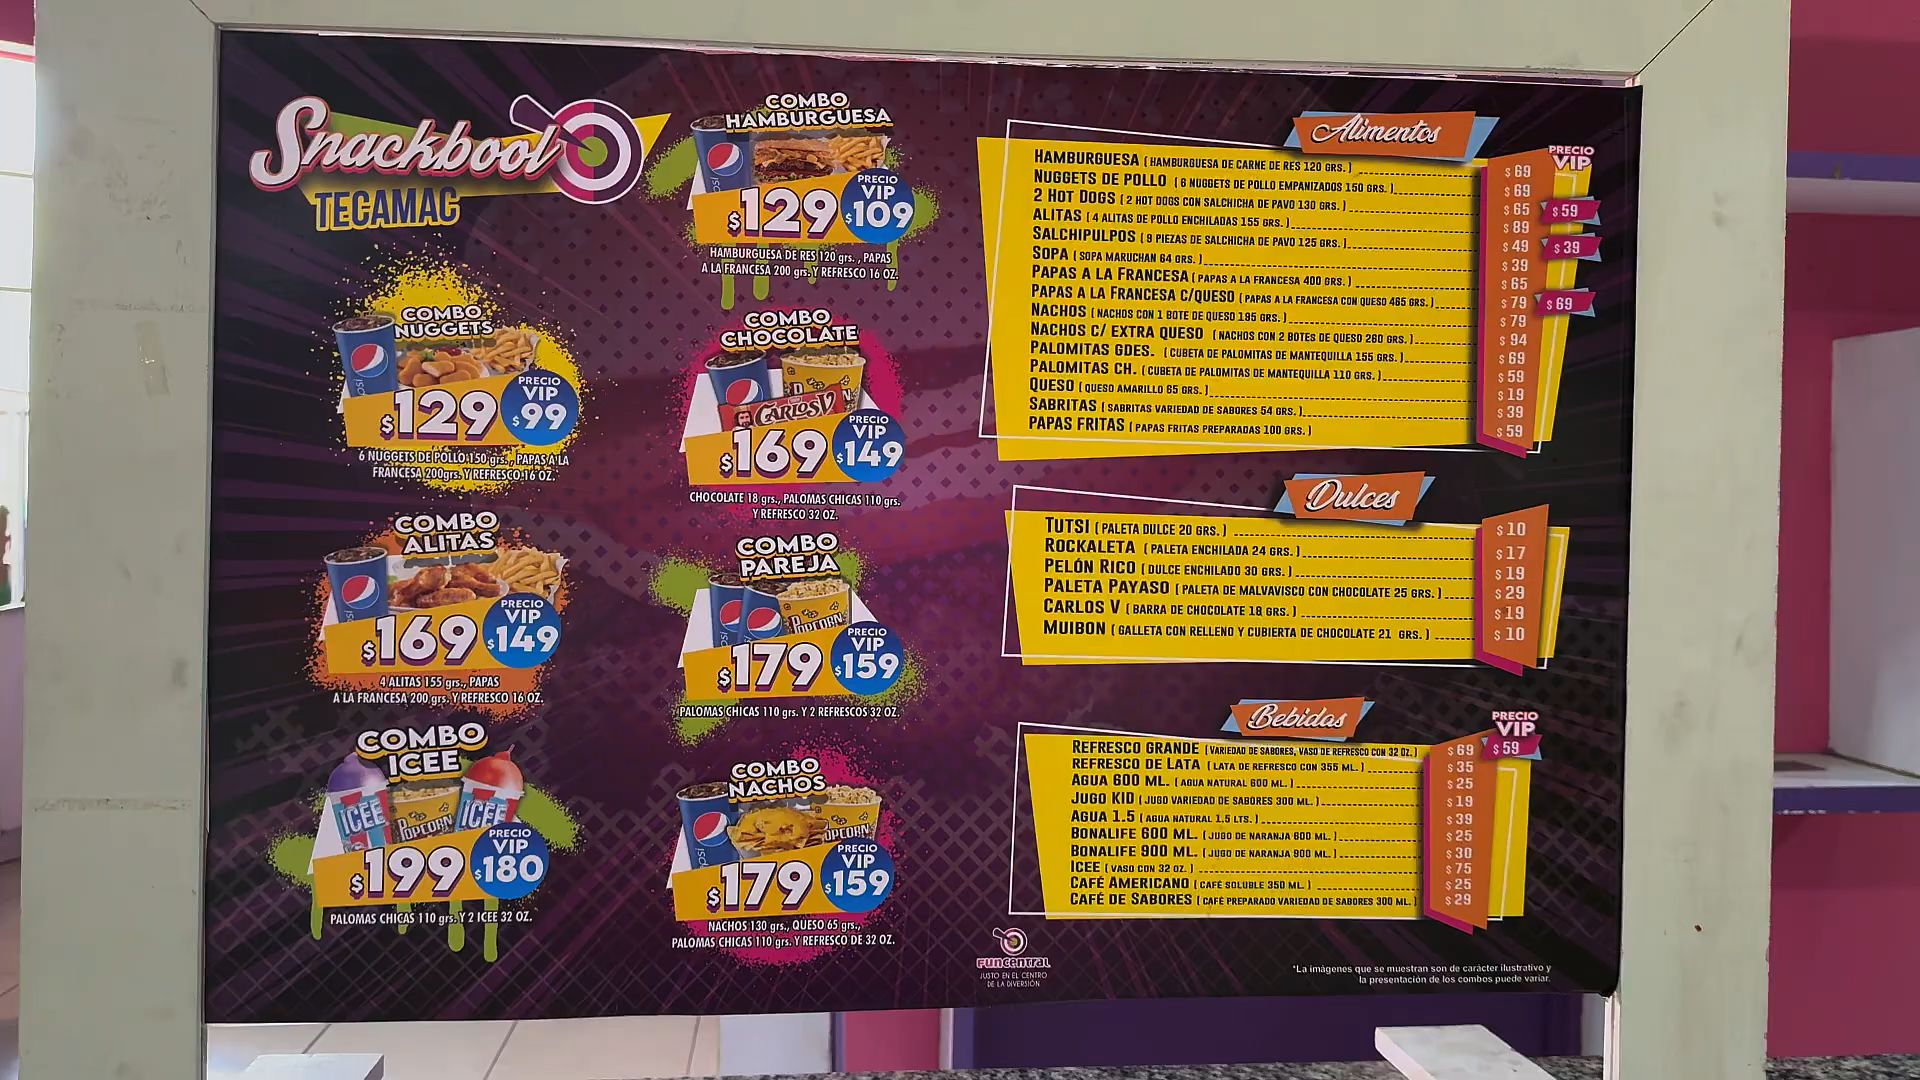 Snackbool
TECAMAC
COMBO
NUGGETS
$129
PRECIO
VIP
$99
6 NUGGETS DE POLLO 150 grs., PAPAS A LA
FRANCESA 200grs. Y REFRESCO 16 OZ.
COMBO
ALITAS
$169
PRECIO
VIP
$149
4 ALITAS 155 grs., PAPAS
A LA FRANCESA 200 grs. Y REFRESCO 16 OZ.
COMBO
ICEE
ICEE
POPCORN
ICEE
$199
PRECIO
VIP
$180
PALOMAS CHICAS 110 grs. Y 2 ICEE 32 OZ.
COMBO
HAMBURGUESA
$129
PRECIO
VIP
$109
HAMBURGUESA DE RES 120 grs., PAPAS
A LA FRANCESA 200 grs. Y REFRESCO 16 OZ.
COMBO
CHOCOLATE
CARLOS V
$169
PRECIO
VIP
$149
CHOCOLATE 18 grs., PALOMAS CHICAS 110 grs.
Y REFRESCO 32 OZ.
COMBO
PAREJA
POPCORN
$179
PRECIO
VIP
$159
PALOMAS CHICAS 110 grs. Y 2 REFRESCOS 32 OZ.
COMBO
NACHOS
$179
PRECIO
VIP
$159
NACHOS 130 grs., QUESO 65 grs.,
PALOMAS CHICAS 110 grs. Y REFRESCO DE 32 OZ.
Alimentos
PRECIO
VIP
HAMBURGUESA ( HAMBURGUESA DE CARNE DE RES 120 GRS. ) $ 69
NUGGETS DE POLLO ( 6 NUGGETS DE POLLO EMPANIZADOS 150 GRS. ) $ 69
2 HOT DOGS ( 2 HOT DOGS CON SALCHICHA DE PAVO 130 GRS. ) $ 65 $ 59
ALITAS ( 4 ALITAS DE POLLO ENCHILADAS 155 GRS. ) $ 89
SALCHIPULPOS ( 9 PIEZAS DE SALCHICHA DE PAVO 125 GRS. ) $ 49 $ 39
SOPA ( SOPA MARUCHAN 64 GRS. ) $ 39
PAPAS A LA FRANCESA ( PAPAS A LA FRANCESA 400 GRS. ) $ 65
PAPAS A LA FRANCESA C/QUESO ( PAPAS A LA FRANCESA CON QUESO 465 GRS. ) $ 79 $ 69
NACHOS ( NACHOS CON 1 BOTE DE QUESO 195 GRS. ) $ 79
NACHOS C/ EXTRA QUESO ( NACHOS CON 2 BOTES DE QUESO 260 GRS. ) $ 94
PALOMITAS GDES. ( CUBETA DE PALOMITAS DE MANTEQUILLA 155 GRS. ) $ 69
PALOMITAS CH. ( CUBETA DE PALOMITAS DE MANTEQUILLA 110 GRS. ) $ 59
QUESO ( QUESO AMARILLO 65 GRS. ) $ 19
SABRITAS ( SABRITAS VARIEDAD DE SABORES 54 GRS. ) $ 39
PAPAS FRITAS ( PAPAS FRITAS PREPARADAS 100 GRS. ) $ 59
Dulces
TUTSI ( PALETA DULCE 20 GRS. ) $ 10
ROCKALETA ( PALETA ENCHILADA 24 GRS. ) $ 17
PELÓN RICO ( DULCE ENCHILADO 30 GRS. ) $ 19
PALETA PAYASO ( PALETA DE MALVAVISCO CON CHOCOLATE 25 GRS. ) $ 29
CARLOS V ( BARRA DE CHOCOLATE 18 GRS. ) $ 19
MUIBON ( GALLETA CON RELLENO Y CUBIERTA DE CHOCOLATE 21 GRS. ) $ 10
Bebidas
PRECIO
VIP
REFRESCO GRANDE ( VARIEDAD DE SABORES, VASO DE REFRESCO CON 32 OZ. ) $ 69 $ 59
REFRESCO DE LATA ( LATA DE REFRESCO CON 355 ML. ) $ 35
AGUA 600 ML. ( AGUA NATURAL 600 ML. ) $ 25
JUGO KID ( JUGO VARIEDAD DE SABORES 300 ML. ) $ 19
AGUA 1.5 ( AGUA NATURAL 1.5 LTS. ) $ 39
BONALIFE 600 ML. ( JUGO DE NARANJA 600 ML. ) $ 25
BONALIFE 900 ML. ( JUGO DE NARANJA 900 ML. ) $ 30
ICEE ( VASO CON 32 OZ. ) $ 75
CAFÉ AMERICANO ( CAFÉ SOLUBLE 350 ML. ) $ 25
CAFÉ DE SABORES ( CAFÉ PREPARADO VARIEDAD DE SABORES 300 ML. ) $ 29
FUNCENTRAL
JUSTO EN EL CENTRO
DE LA DIVERSIÓN
*La imágenes que se muestran son de carácter ilustrativo y
la presentación de los combos puede variar.